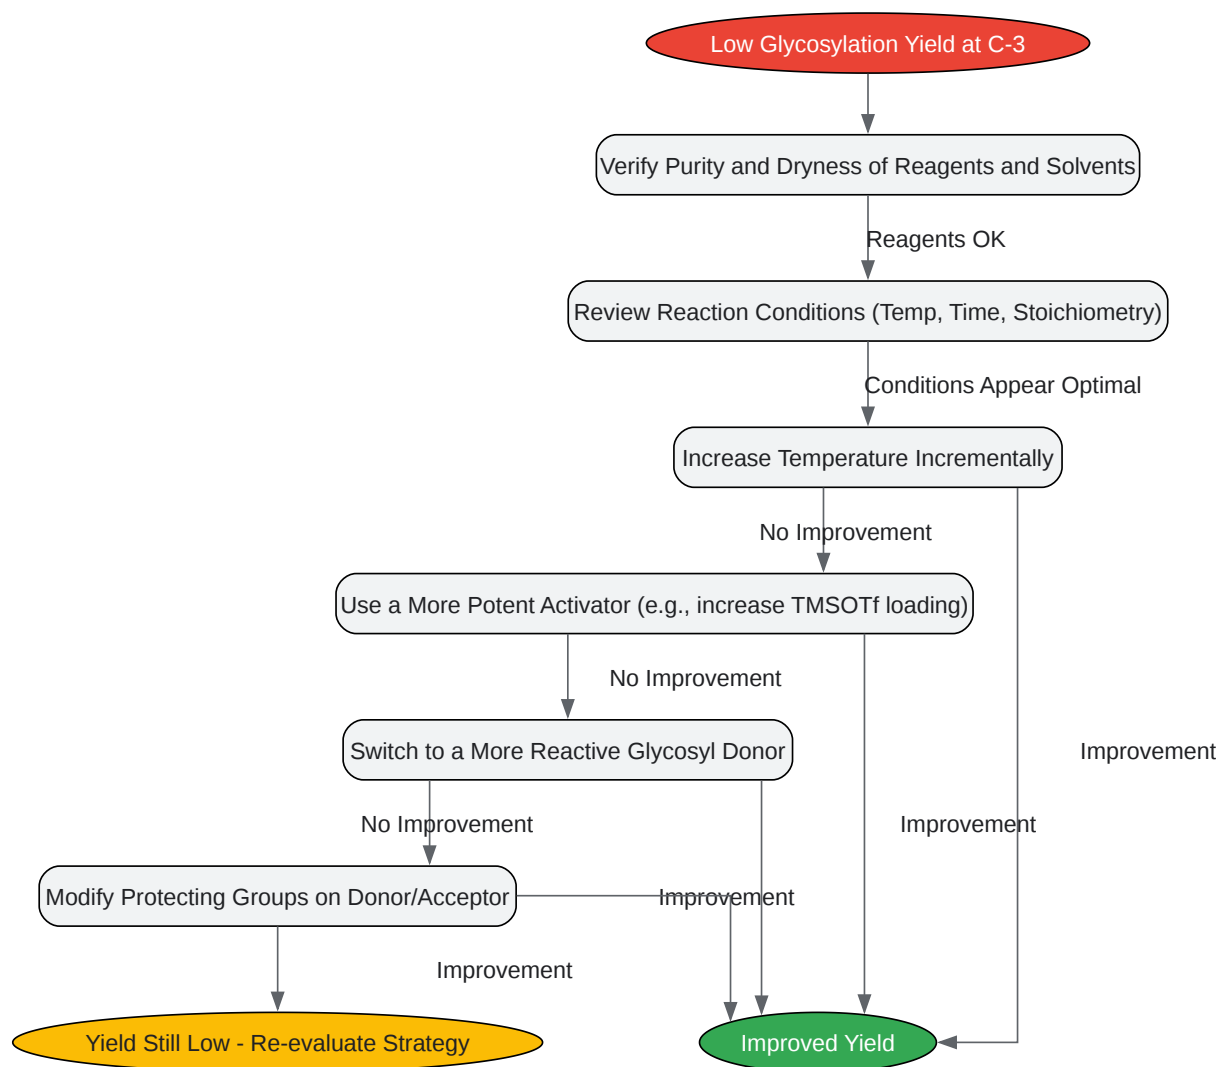 Low Glycosylation Yield at C-3
Verify Purity and Dryness of Reagents and Solvents
Reagents OK
Review Reaction Conditions (Temp, Time, Stoichiometry)
Conditions Appear Optimal
Increase Temperature Incrementally
No Improvement
Use a More Potent Activator (e.g., increase TMSOTf loading)
No Improvement
Switch to a More Reactive Glycosyl Donor
Improvement
No Improvement
Improvement
Modify Protecting Groups on Donor/Acceptor
Improvement
Improvement
Yield Still Low - Re-evaluate Strategy
Improved Yield